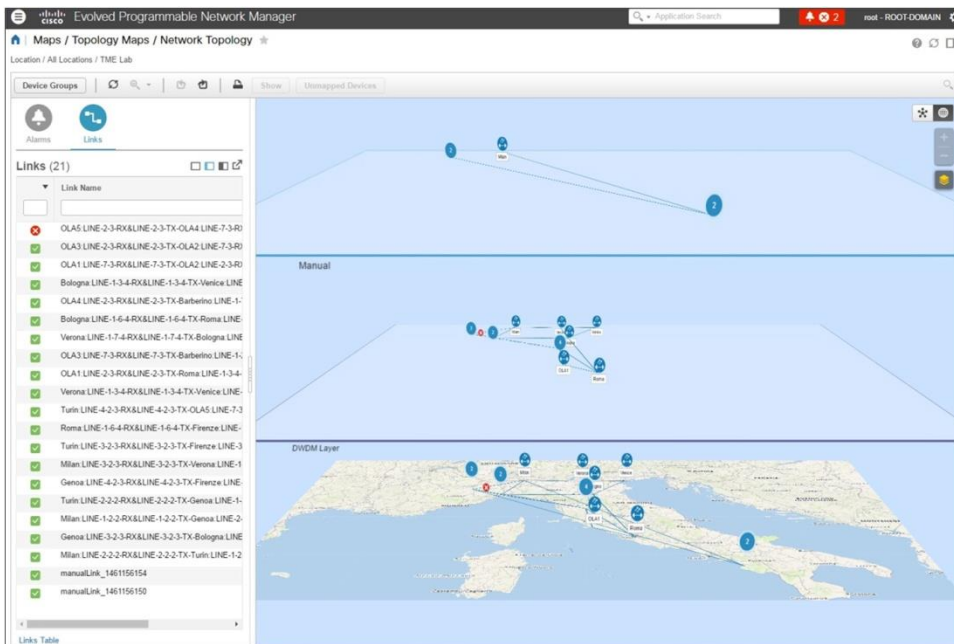 cisco Evolved Programmable Network Manager
Application Search
2
root - ROOT-DOMAIN
Maps / Topology Maps / Network Topology
Location / All Locations / TME Lab
Device Groups
Show
Unmapped Devices
Alarms
Links
Links (21)
Link Name
OLA5:LINE-2-3-RX&LINE-2-3-TX-OLA4:LINE-7-3-R
OLA3:LINE-2-3-RX&LINE-2-3-TX-OLA2:LINE-7-3-R
OLA1:LINE-7-3-RX&LINE-7-3-TX-OLA2:LINE-2-3-R
Bologna:LINE-1-3-4-RX&LINE-1-3-4-TX-Venice:LINE
OLA4:LINE-2-3-RX&LINE-2-3-TX-Barberino:LINE-1-
Bologna:LINE-1-6-4-RX&LINE-1-6-4-TX-Roma:LINE-
Verona:LINE-1-7-4-RX&LINE-1-7-4-TX-Bologna:LINE
OLA3:LINE-7-3-RX&LINE-7-3-TX-Barberino:LINE-1-
OLA1:LINE-2-3-RX&LINE-2-3-TX-Roma:LINE-1-3-4-
Verona:LINE-1-3-4-RX&LINE-1-3-4-TX-Venice:LINE-
Turin:LINE-4-2-3-RX&LINE-4-2-3-TX-OLA5:LINE-7-3
Roma:LINE-1-6-4-RX&LINE-1-6-4-TX-Firenze:LINE-
Turin:LINE-3-2-3-RX&LINE-3-2-3-TX-Firenze:LINE-3
Milan:LINE-3-2-3-RX&LINE-3-2-3-TX-Verona:LINE-1
Genoa:LINE-4-2-3-RX&LINE-4-2-3-TX-Firenze:LINE-
Turin:LINE-2-2-2-RX&LINE-2-2-2-TX-Genoa:LINE-1-
Milan:LINE-1-2-2-RX&LINE-1-2-2-TX-Genoa:LINE-2-
Genoa:LINE-3-2-3-RX&LINE-3-2-3-TX-Bologna:LINE
Milan:LINE-2-2-2-RX&LINE-2-2-2-TX-Turin:LINE-1-2
manualLink_1461156154
manualLink_1461156150
Links Table
3
Milan
2
Manual
3
3
Milan
4
OLA1
Roma
DWDM Layer
3
2
Milan
Verona
Venice
4
OLA1
Roma
2